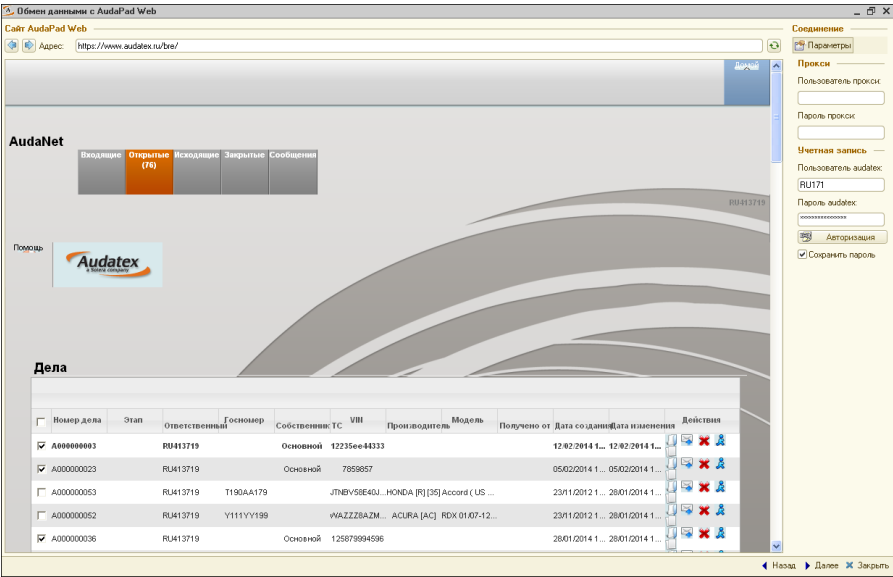 Обмен данными с AudaPad Web
Сайт AudaPad Web
Адрес: https://www.audatex.ru/bre/
Домой
AudaNet
Входящие Открытые (76) Исходящие Закрытые Сообщения
RU413719
Помощь
Audatex
a Solera company
Дела
Номер дела Этап Ответственный Госномер Собственник ТС VIN Производитель Модель Получено от Дата создания Дата изменения Действия
A000000003 RU413719 Основной 12235ee44333 12/02/2014 1... 12/02/2014 1...
A000000023 RU413719 Основной 7859857 05/02/2014 1... 05/02/2014 1...
A000000053 RU413719 T190AA179 JTNBV58E40J... HONDA [R] [35] Accord ( US ... 23/11/2012 1... 28/01/2014 1...
A000000052 RU413719 Y111YY199 VAZZZ8AZM... ACURA [AC] RDX 01/07-12... 23/11/2012 1... 28/01/2014 1...
A000000036 RU413719 Основной 125879994596 28/01/2014 1... 28/01/2014 1...
Соединение
Параметры
Прокси
Пользователь прокси:
Пароль прокси:
Учетная запись
Пользователь audatex:
RU171
Пароль audatex:
××××××××××××××
Авторизация
Сохранить пароль
Назад Далее Закрыть